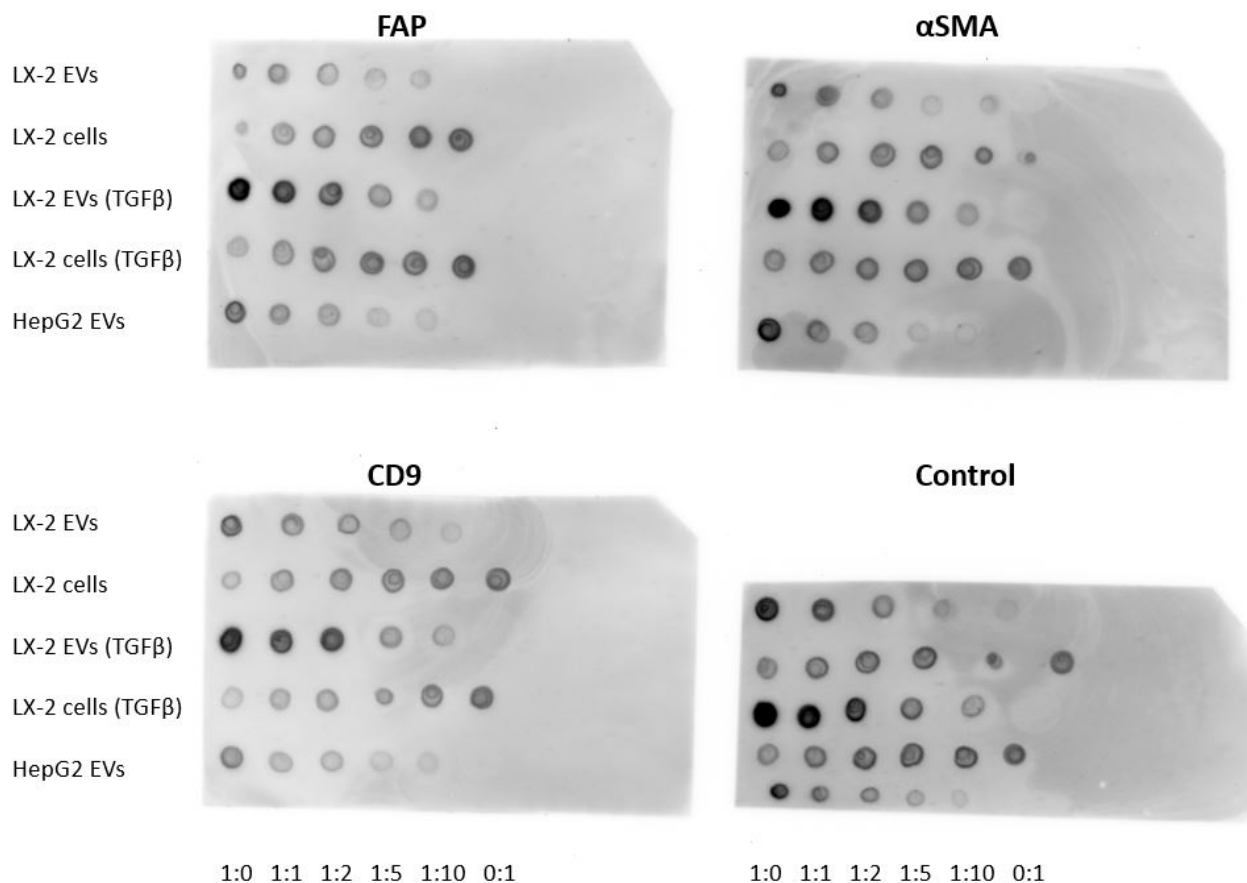 FAP
αSMA
LX-2 EVs
LX-2 cells
LX-2 EVs (TGFβ)
LX-2 cells (TGFβ)
HepG2 EVs
CD9
Control
LX-2 EVs
LX-2 cells
LX-2 EVs (TGFβ)
LX-2 cells (TGFβ)
HepG2 EVs
1:0 1:1 1:2 1:5 1:10 0:1
1:0 1:1 1:2 1:5 1:10 0:1